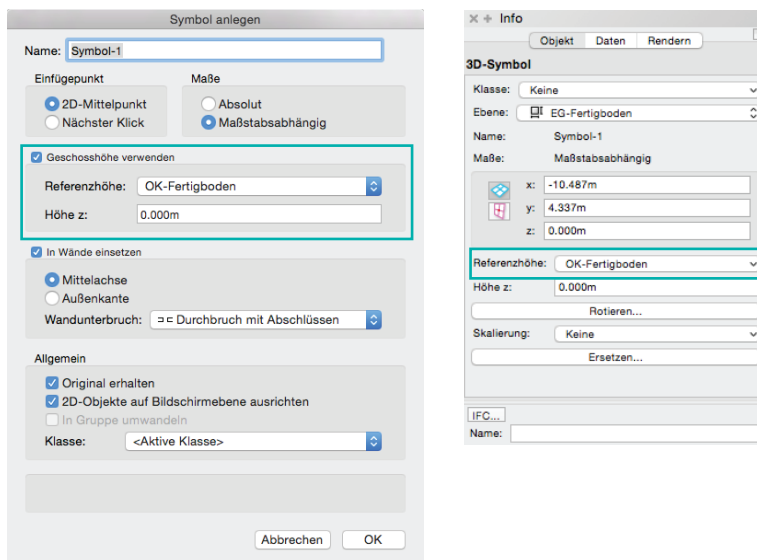 Symbol anlegen
Name: Symbol-1
Einfügepunkt
2D-Mittelpunkt
Nächster Klick
Maße
Absolut
Maßstabsabhängig
Geschosshöhe verwenden
Referenzhöhe: OK-Fertigboden
Höhe z: 0.000m
In Wände einsetzen
Mittelachse
Außenkante
Wandunterbruch: Durchbruch mit Abschlüssen
Allgemein
Original erhalten
2D-Objekte auf Bildschirmebene ausrichten
In Gruppe umwandeln
Klasse: <Aktive Klasse>
Abbrechen OK
Info
Objekt Daten Rendern
3D-Symbol
Klasse: Keine
Ebene: EG-Fertigboden
Name: Symbol-1
Maße: Maßstabsabhängig
x: -10.487m
y: 4.337m
z: 0.000m
Referenzhöhe: OK-Fertigboden
Höhe z: 0.000m
Rotieren...
Skalierung: Keine
Ersetzen...
IFC...
Name: